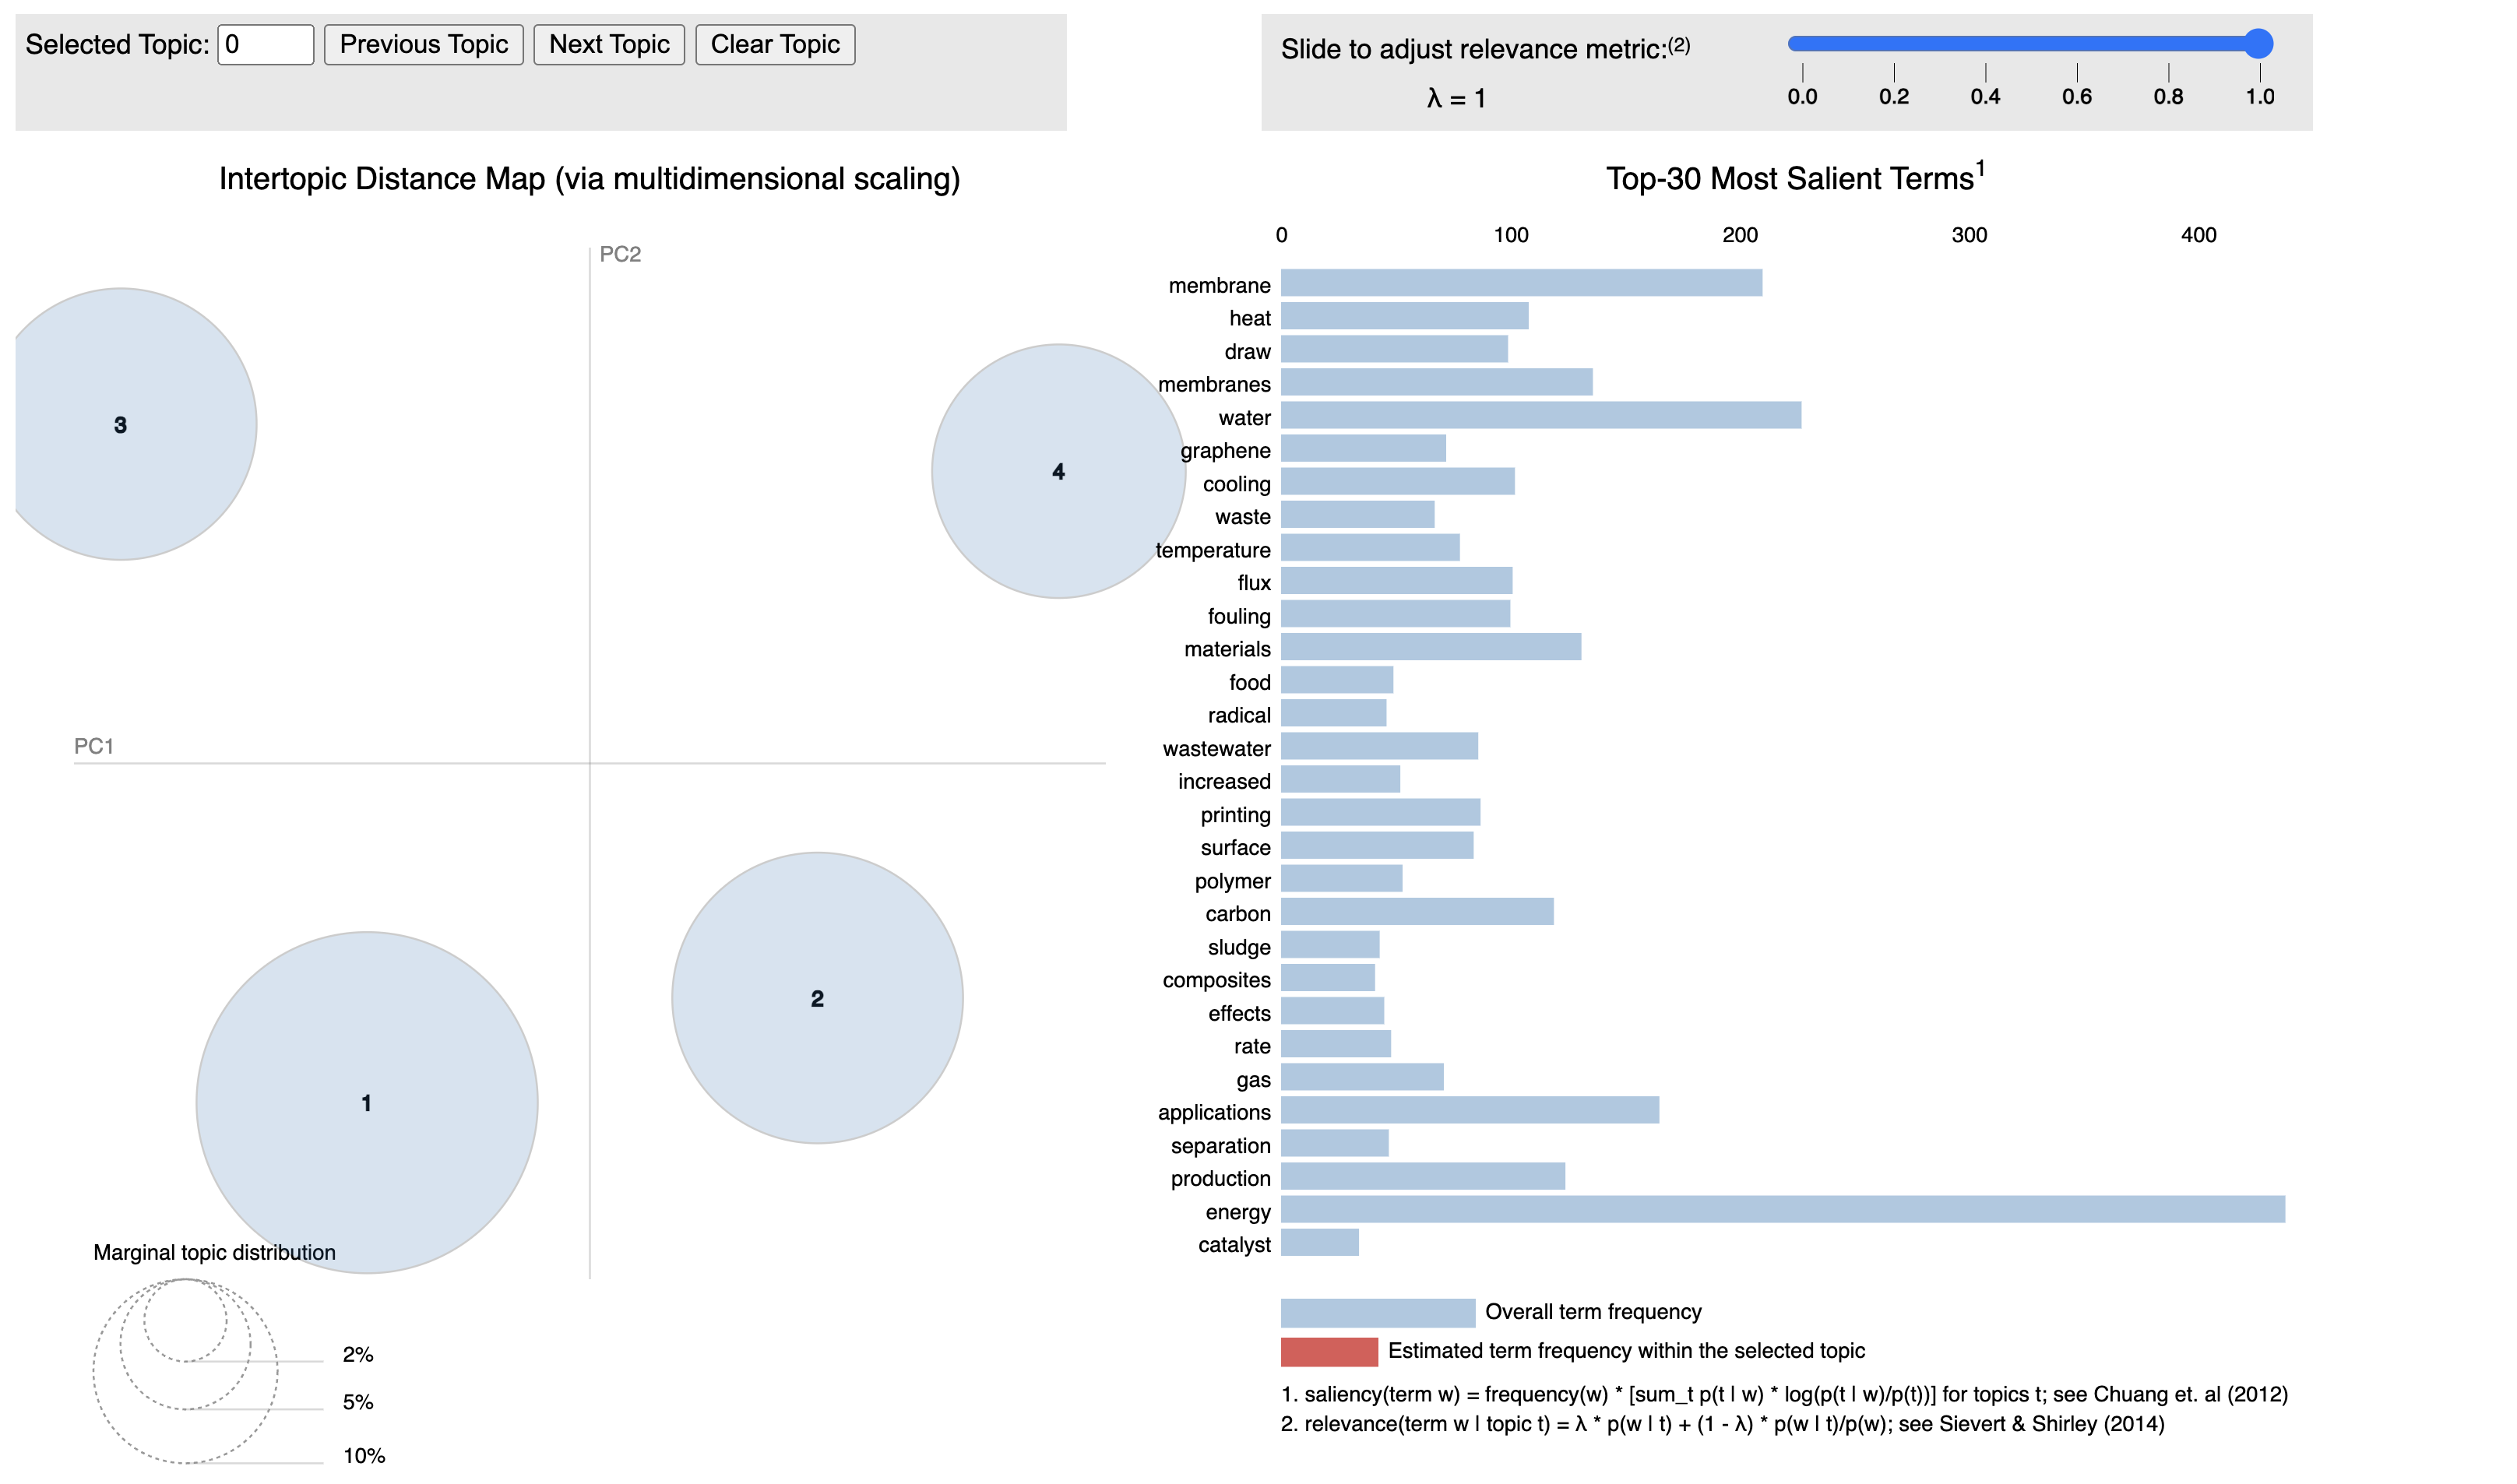 Selected Topic: 0 Previous Topic Next Topic Clear Topic
Slide to adjust relevance metric:(2)
λ = 1
0.0 0.2 0.4 0.6 0.8 1.0
Intertopic Distance Map (via multidimensional scaling)
PC2
3
4
PC1
2
1
Marginal topic distribution
2%
5%
10%
Top-30 Most Salient Terms1
0 100 200 300 400
membrane
heat
draw
membranes
water
graphene
cooling
waste
temperature
flux
fouling
materials
food
radical
wastewater
increased
printing
surface
polymer
carbon
sludge
composites
effects
rate
gas
applications
separation
production
energy
catalyst
Overall term frequency
Estimated term frequency within the selected topic
1. saliency(term w) = frequency(w) * [sum_t p(t | w) * log(p(t | w)/p(t))] for topics t; see Chuang et. al (2012)
2. relevance(term w | topic t) = λ * p(w | t) + (1 - λ) * p(w | t)/p(w); see Sievert & Shirley (2014)